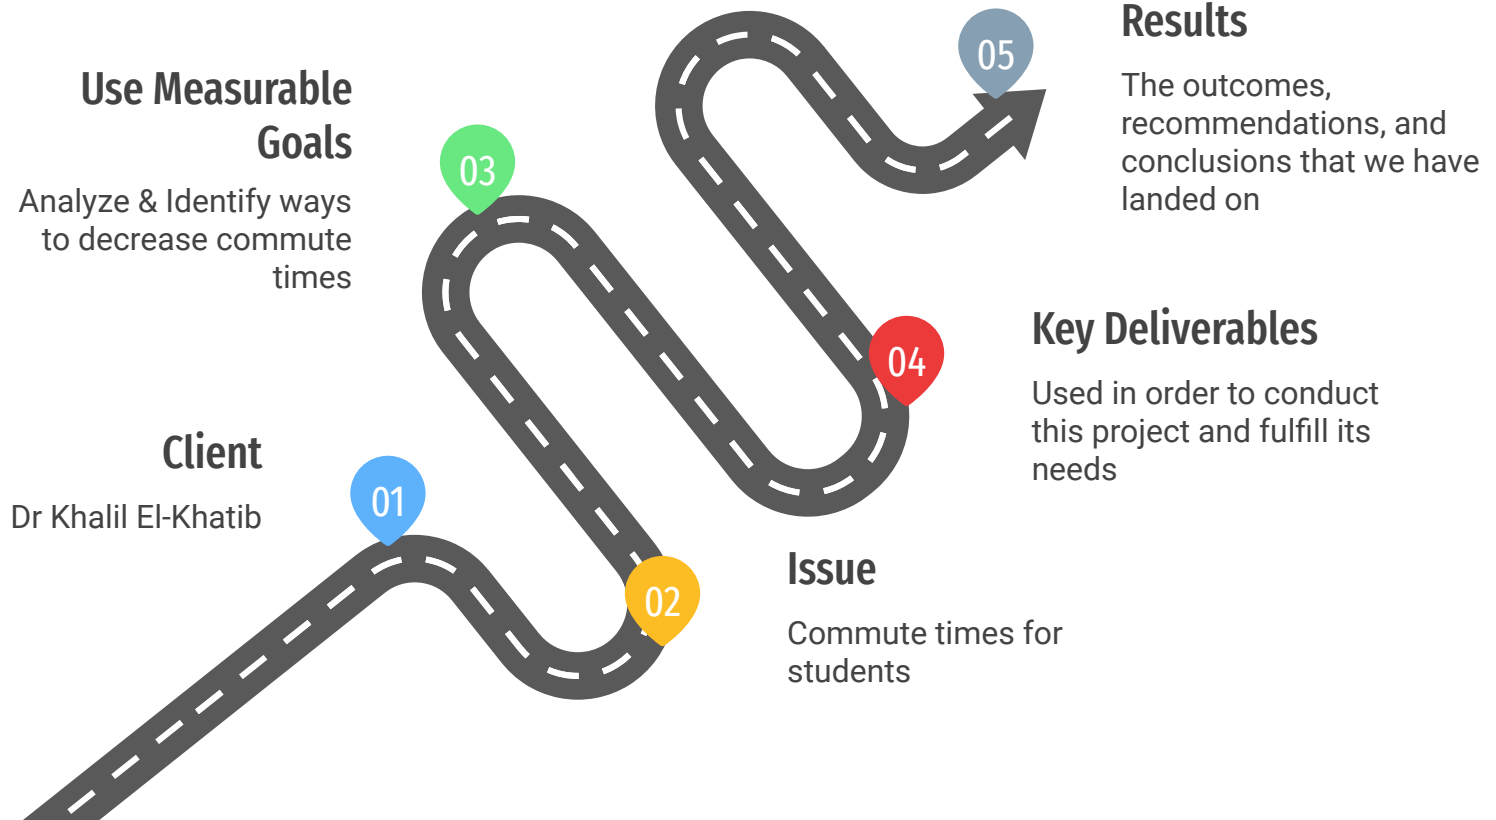 01
Client
Dr Khalil El-Khatib
02
Issue
Commute times for
students
03
Use Measurable
Goals
Analyze & Identify ways
to decrease commute
times
04
Key Deliverables
Used in order to conduct
this project and fulfill its
needs
05
Results
The outcomes,
recommendations, and
conclusions that we have
landed on